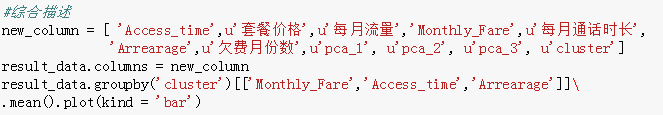 #综合描述
new_column = [ 'Access_time',u'套餐价格',u'每月流量','Monthly_Fare',u'每月通话时长',
'Arrearage',u'欠费月份数',u'pca_1', u'pca_2', u'pca_3', u'cluster']
result_data.columns = new_column
result_data.groupby('cluster')[['Monthly_Fare','Access_time','Arrearage']]\
.mean().plot(kind = 'bar')